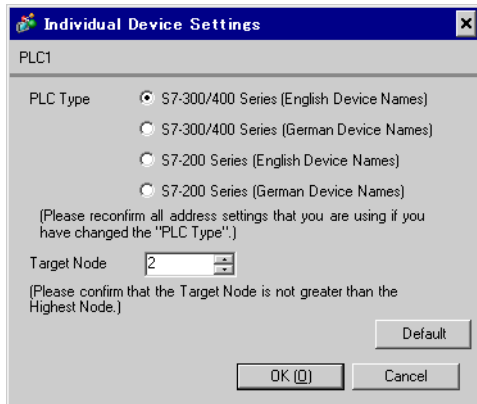 Individual Device Settings
PLC1
PLC Type
S7-300/400 Series (English Device Names)
S7-300/400 Series (German Device Names)
S7-200 Series (English Device Names)
S7-200 Series (German Device Names)
(Please reconfirm all address settings that you are using if you
have changed the "PLC Type".)
Target Node 2
(Please confirm that the Target Node is not greater than the
Highest Node.)
Default
OK (O) Cancel